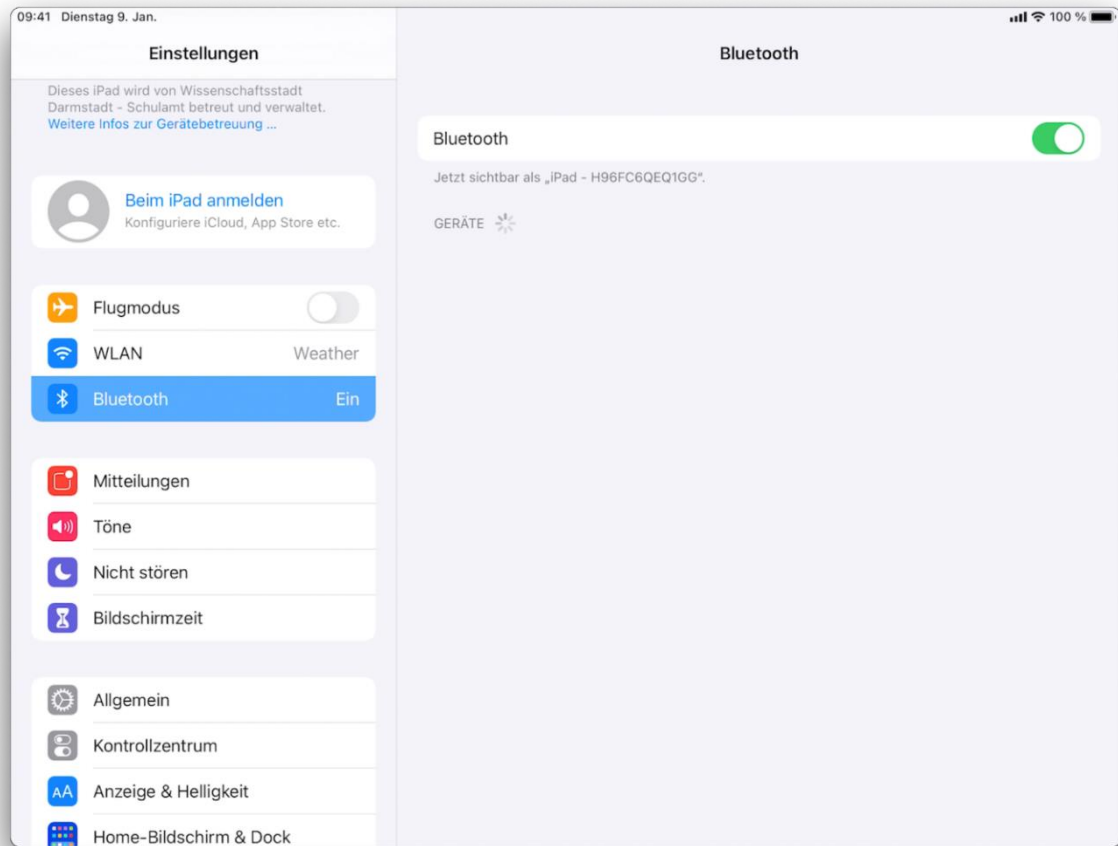 09:41 Dienstag 9. Jan.
100 %
Einstellungen
Dieses iPad wird von Wissenschaftsstadt
Darmstadt - Schulamt betreut und verwaltet.
Weitere Infos zur Gerätebetreuung ...
Beim iPad anmelden
Konfiguriere iCloud, App Store etc.
Flugmodus
WLAN Weather
Bluetooth Ein
Mitteilungen
Töne
Nicht stören
Bildschirmzeit
Allgemein
Kontrollzentrum
AA Anzeige & Helligkeit
Home-Bildschirm & Dock
Bluetooth
Bluetooth
Jetzt sichtbar als „iPad - H96FC6QEQ1GG“.
GERÄTE